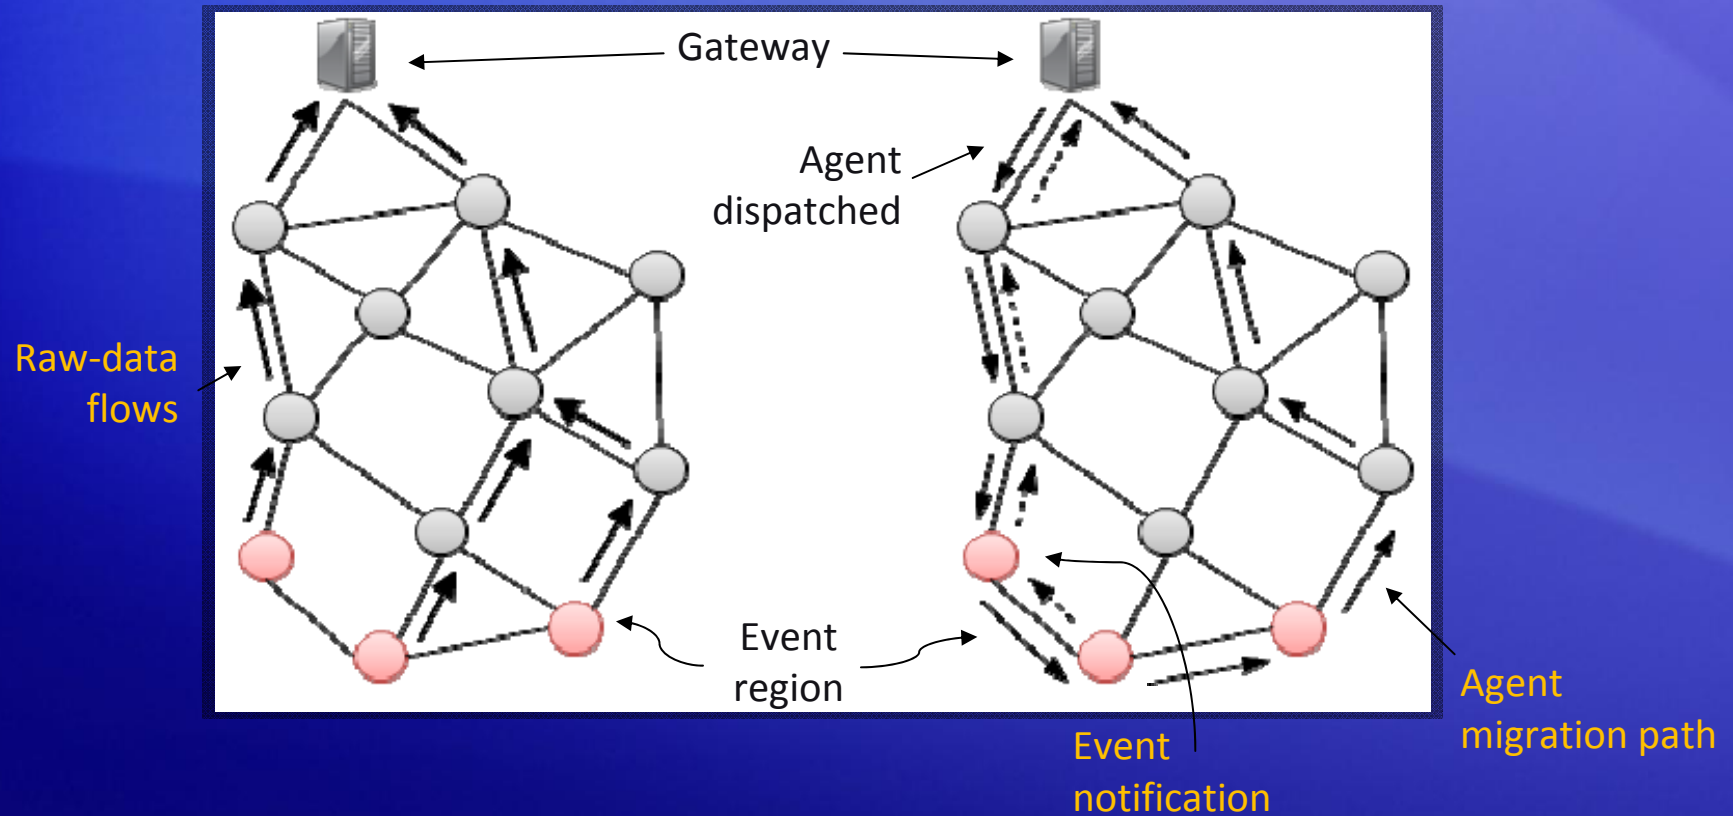 Gateway
Agent
dispatched
Raw-data
flows
Event
region
Agent
migration path
Event
notification